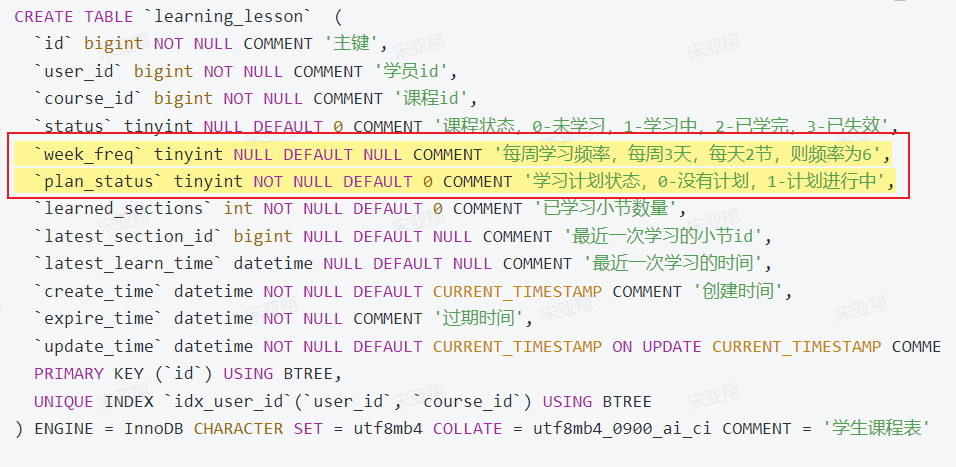 CREATE TABLE `learning_lesson`  (
  `id` bigint NOT NULL COMMENT '主键',
  `user_id` bigint NOT NULL COMMENT '学员id',
  `course_id` bigint NOT NULL COMMENT '课程id',
  `status` tinyint NULL DEFAULT 0 COMMENT '课程状态，0-未学习，1-学习中，2-已学完，3-已失效',
  `week_freq` tinyint NULL DEFAULT NULL COMMENT '每周学习频率，每周3天，每天2节，则频率为6',
  `plan_status` tinyint NOT NULL DEFAULT 0 COMMENT '学习计划状态，0-没有计划，1-计划进行中',
  `learned_sections` int NOT NULL DEFAULT 0 COMMENT '已学习小节数量',
  `latest_section_id` bigint NULL DEFAULT NULL COMMENT '最近一次学习的小节id',
  `latest_learn_time` datetime NULL DEFAULT NULL COMMENT '最近一次学习的时间',
  `create_time` datetime NOT NULL DEFAULT CURRENT_TIMESTAMP COMMENT '创建时间',
  `expire_time` datetime NOT NULL COMMENT '过期时间',
  `update_time` datetime NOT NULL DEFAULT CURRENT_TIMESTAMP ON UPDATE CURRENT_TIMESTAMP COMME
  PRIMARY KEY (`id`) USING BTREE,
  UNIQUE INDEX `idx_user_id`(`user_id`, `course_id`) USING BTREE
) ENGINE = InnoDB CHARACTER SET = utf8mb4 COLLATE = utf8mb4_0900_ai_ci COMMENT = '学生课程表'
宋亚翔